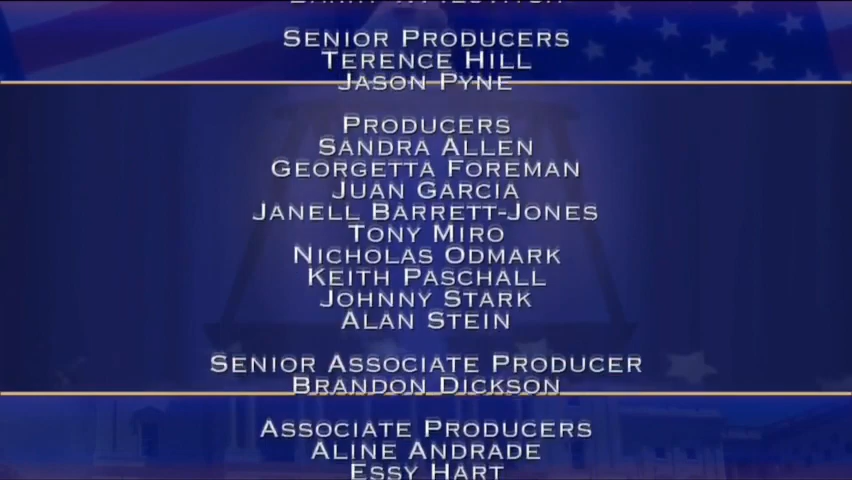 SENIOR PRODUCERS
TERENCE HILL
JASON PYNE
PRODUCERS
SANDRA ALLEN
GEORGETTA FOREMAN
JUAN GARCIA
JANELL BARRETT-JONES
TONY MIRO
NICHOLAS ODMARK
KEITH PASCHALL
JOHNNY STARK
ALAN STEIN
SENIOR ASSOCIATE PRODUCER
BRANDON DICKSON
ASSOCIATE PRODUCERS
ALINE ANDRADE
ESSY HART